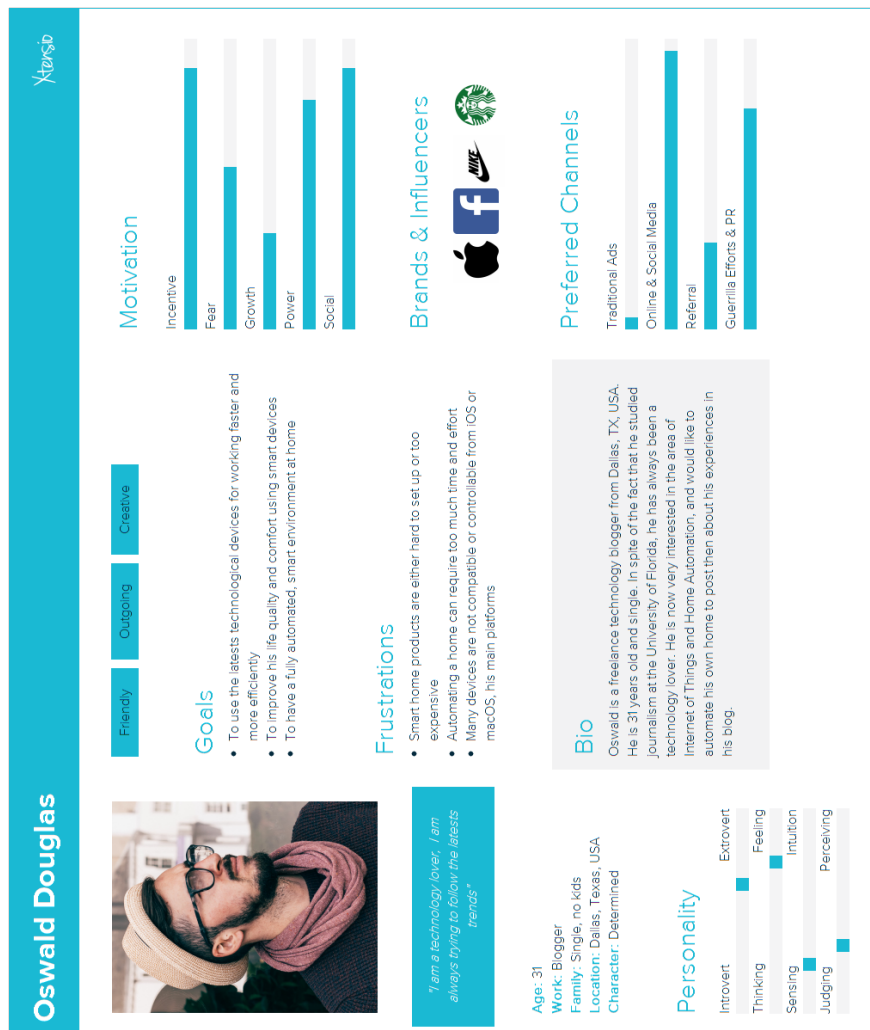 Oswald Douglas
Xtensio
"I am a technology lover, I am
always trying to follow the latests
trends"
Age: 31
Work: Blogger
Family: Single, no kids
Location: Dallas, Texas, USA
Character: Determined
Personality
Introvert Extrovert
Thinking Feeling
Sensing Intuition
Judging Perceiving
Friendly Outgoing Creative
Goals
• To use the latests technological devices for working faster and
more efficiently
• To improve his life quality and comfort using smart devices
• To have a fully automated, smart environment at home
Frustrations
• Smart home products are either hard to set up or too
expensive
• Automating a home can require too much time and effort
• Many devices are not compatible or controllable from iOS or
macOS, his main platforms
Bio
Oswald is a freelance technology blogger from Dallas, TX, USA.
He is 31 years old and single. In spite of the fact that he studied
journalism at the University of Florida, he has always been a
technology lover. He is now very interested in the area of
Internet of Things and Home Automation, and would like to
automate his own home to post then about his experiences in
his blog.
Motivation
Incentive
Fear
Growth
Power
Social
Brands & Influencers
f
NIKE
Preferred Channels
Traditional Ads
Online & Social Media
Referral
Guerrilla Efforts & PR